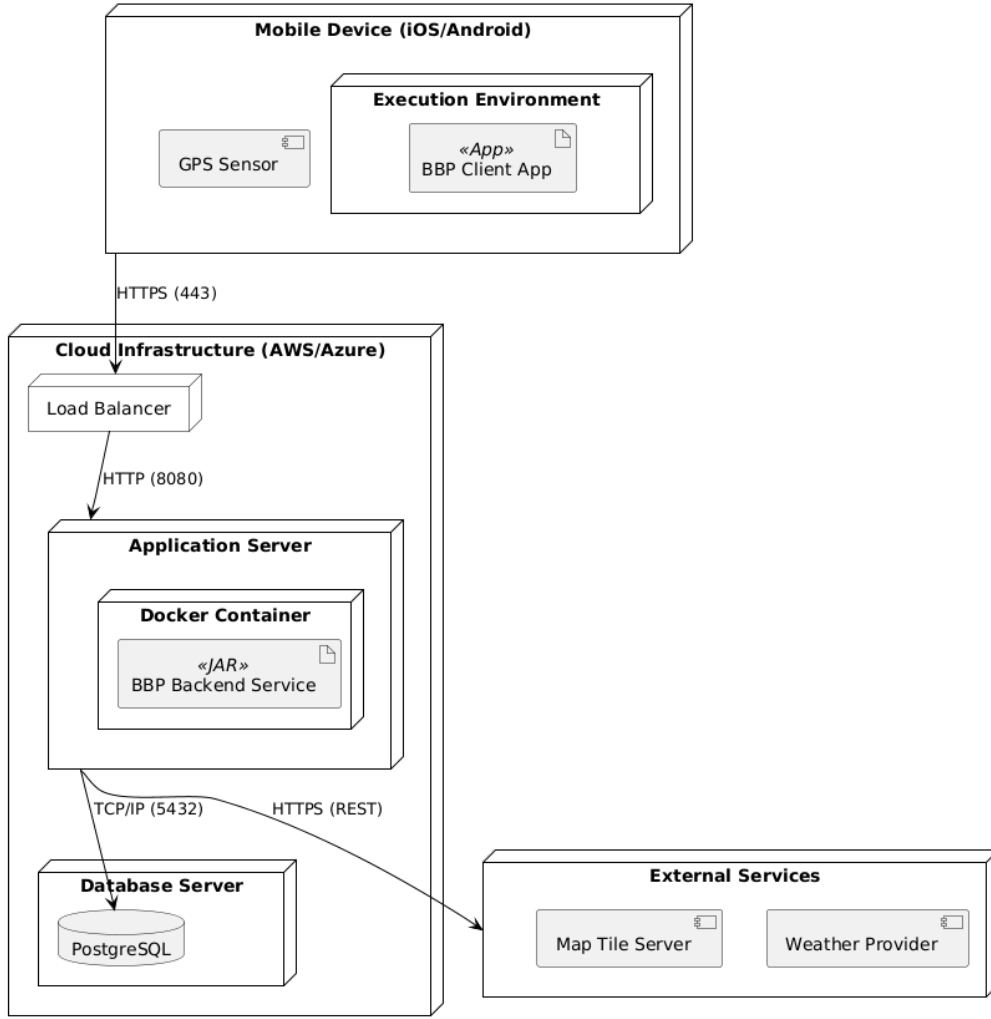 Mobile Device (iOS/Android)
Execution Environment
GPS Sensor
«App»
BBP Client App
HTTPS (443)
Cloud Infrastructure (AWS/Azure)
Load Balancer
HTTP (8080)
Application Server
Docker Container
«JAR»
BBP Backend Service
TCP/IP (5432)
HTTPS (REST)
Database Server
PostgreSQL
External Services
Map Tile Server
Weather Provider